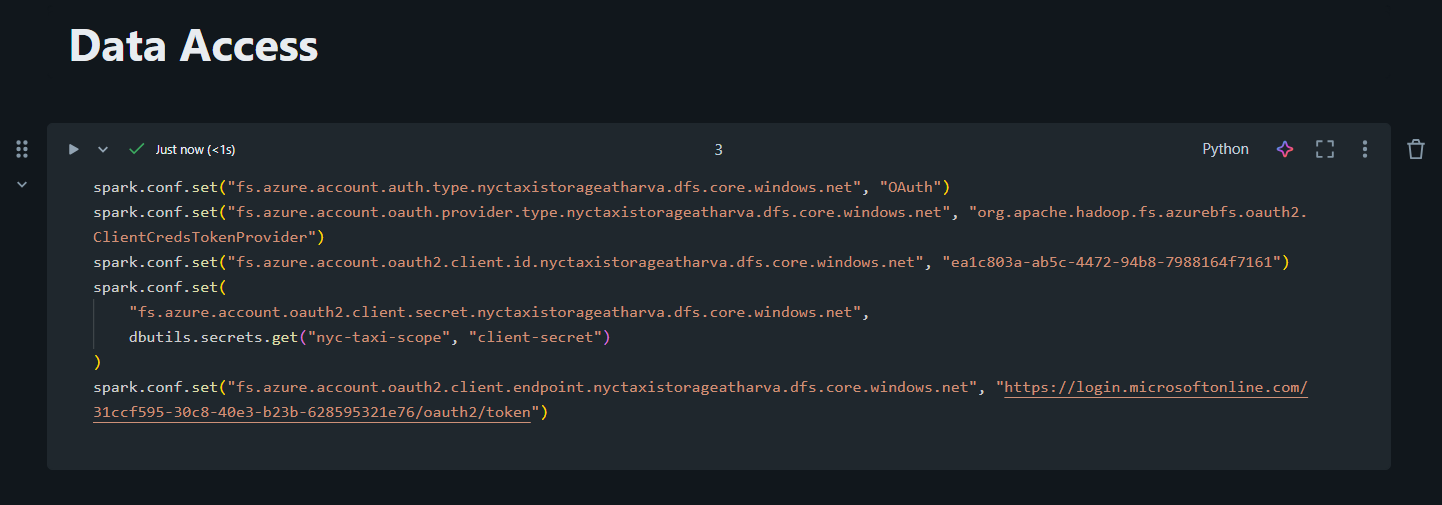 Data Access
Just now (<1s)
3
Python
spark.conf.set("fs.azure.account.auth.type.nyctaxistorageatharva.dfs.core.windows.net", "OAuth")
spark.conf.set("fs.azure.account.oauth.provider.type.nyctaxistorageatharva.dfs.core.windows.net", "org.apache.hadoop.fs.azurebfs.oauth2.
ClientCredsTokenProvider")
spark.conf.set("fs.azure.account.oauth2.client.id.nyctaxistorageatharva.dfs.core.windows.net", "ea1c803a-ab5c-4472-94b8-7988164f7161")
spark.conf.set(
    "fs.azure.account.oauth2.client.secret.nyctaxistorageatharva.dfs.core.windows.net",
    dbutils.secrets.get("nyc-taxi-scope", "client-secret")
)
spark.conf.set("fs.azure.account.oauth2.client.endpoint.nyctaxistorageatharva.dfs.core.windows.net", "https://login.microsoftonline.com/
31ccf595-30c8-40e3-b23b-628595321e76/oauth2/token")